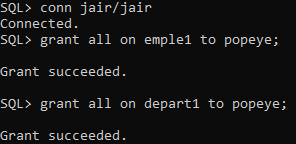 SQL> conn jair/jair
Connected.
SQL> grant all on emple1 to popeye;
Grant succeeded.
SQL> grant all on depart1 to popeye;
Grant succeeded.